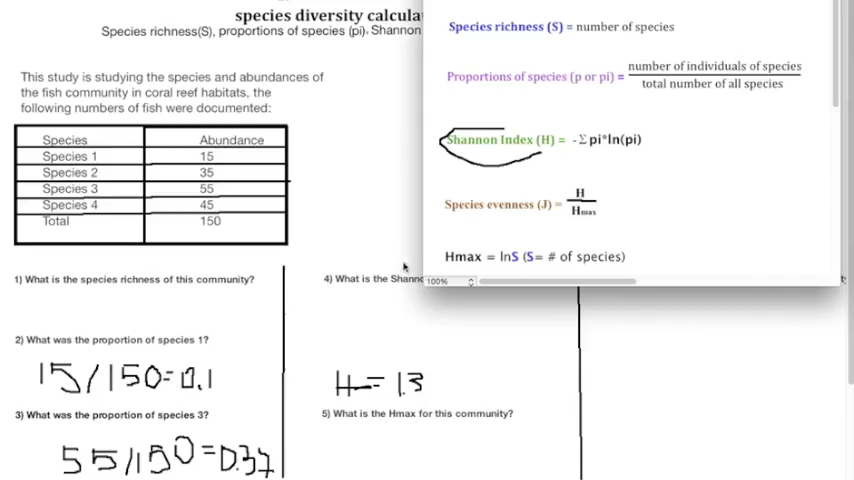 species diversity calcula
Species richness(S), proportions of species (pi), Shannon
This study is studying the species and abundances of
the fish community in coral reef habitats, the
following numbers of fish were documented:
Species Abundance
Species 1 15
Species 2 35
Species 3 55
Species 4 45
Total 150
1) What is the species richness of this community?
2) What was the proportion of species 1?
15/150=0.1
3) What was the proportion of species 3?
55/150=0.37
4) What is the Shanno
H=1.3
5) What is the Hmax for this community?
Species richness (S) = number of species
Proportions of species (p or pi) = number of individuals of species
total number of all species
Shannon Index (H) = -Σ pi*ln(pi)
Species evenness (J) = H
Hmax
Hmax = lnS (S= # of species)
100%